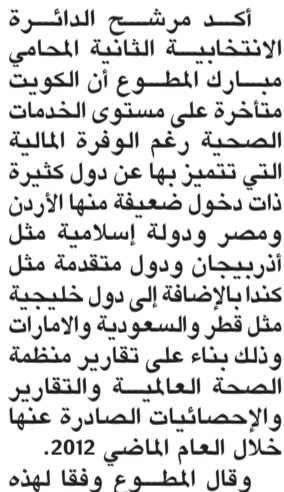 أكد مرشح الدائرة
الانتخابية الثانية المحامي
مبارك المطوع أن الكويت
متأخرة على مستوى الخدمات
الصحية رغم الوفرة المالية
التي تتميز بها عن دول كثيرة
ذات دخول ضعيفة منها الأردن
ومصر ودولة إسلامية مثل
أذربيجان ودول متقدمة مثل
كندا بالإضافة إلى دول خليجية
مثل قطر والسعودية والامارات
وذلك بناء على تقارير منظمة
الصحة العالمية والتقارير
والإحصائيات الصادرة عنها
خلال العام الماضي 2012.
وقال المطوع وفقا لهذه